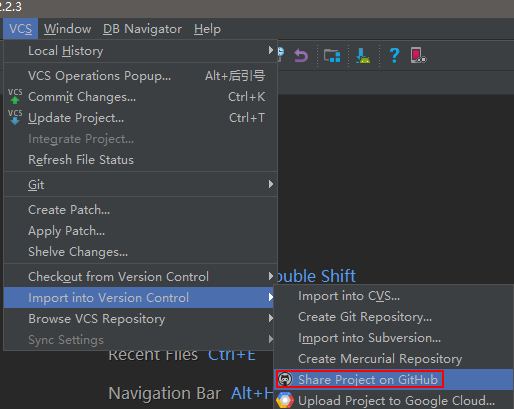 2.2.3
VCS Window DB Navigator Help
Local History
VCS Operations Popup... Alt+后引号
VCS Commit Changes... Ctrl+K
VCS Update Project... Ctrl+T
Integrate Project...
Refresh File Status
Git
Create Patch...
Apply Patch...
Shelve Changes...
Checkout from Version Control
Import into Version Control
Browse VCS Repository
Sync Settings
ouble Shift
Import into CVS...
Create Git Repository...
Import into Subversion...
Create Mercurial Repository
Share Project on GitHub
Upload Project to Google Cloud...
Recent Files Ctrl+E
Navigation Bar Alt+H